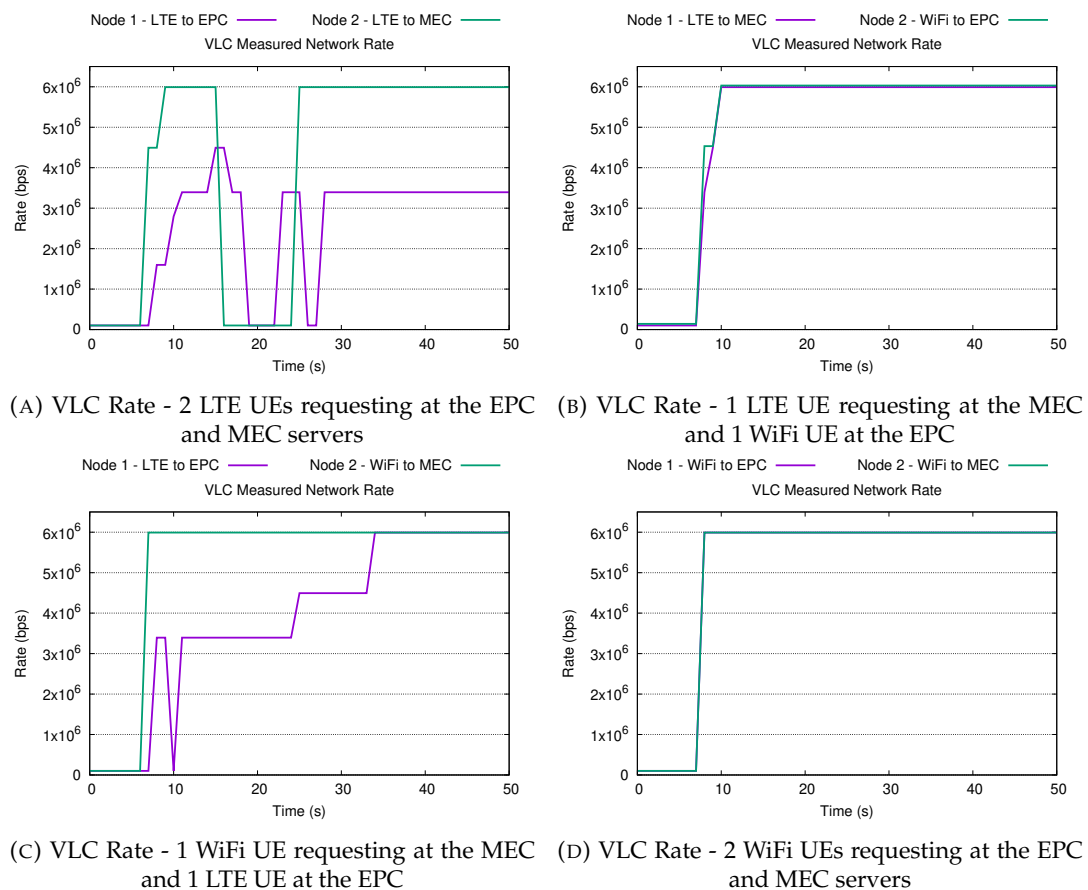 Node 1 - LTE to EPC Node 2 - LTE to MEC
VLC Measured Network Rate
Rate (bps)
6x10^6
5x10^6
4x10^6
3x10^6
2x10^6
1x10^6
0
0 10 20 30 40 50
Time (s)
(A) VLC Rate - 2 LTE UEs requesting at the EPC
and MEC servers
Node 1 - LTE to MEC Node 2 - WiFi to EPC
VLC Measured Network Rate
Rate (bps)
6x10^6
5x10^6
4x10^6
3x10^6
2x10^6
1x10^6
0
0 10 20 30 40 50
Time (s)
(B) VLC Rate - 1 LTE UE requesting at the MEC
and 1 WiFi UE at the EPC
Node 1 - LTE to EPC Node 2 - WiFi to MEC
VLC Measured Network Rate
Rate (bps)
6x10^6
5x10^6
4x10^6
3x10^6
2x10^6
1x10^6
0
0 10 20 30 40 50
Time (s)
(C) VLC Rate - 1 WiFi UE requesting at the MEC
and 1 LTE UE at the EPC
Node 1 - WiFi to EPC Node 2 - WiFi to MEC
VLC Measured Network Rate
Rate (bps)
6x10^6
5x10^6
4x10^6
3x10^6
2x10^6
1x10^6
0
0 10 20 30 40 50
Time (s)
(D) VLC Rate - 2 WiFi UEs requesting at the EPC
and MEC servers